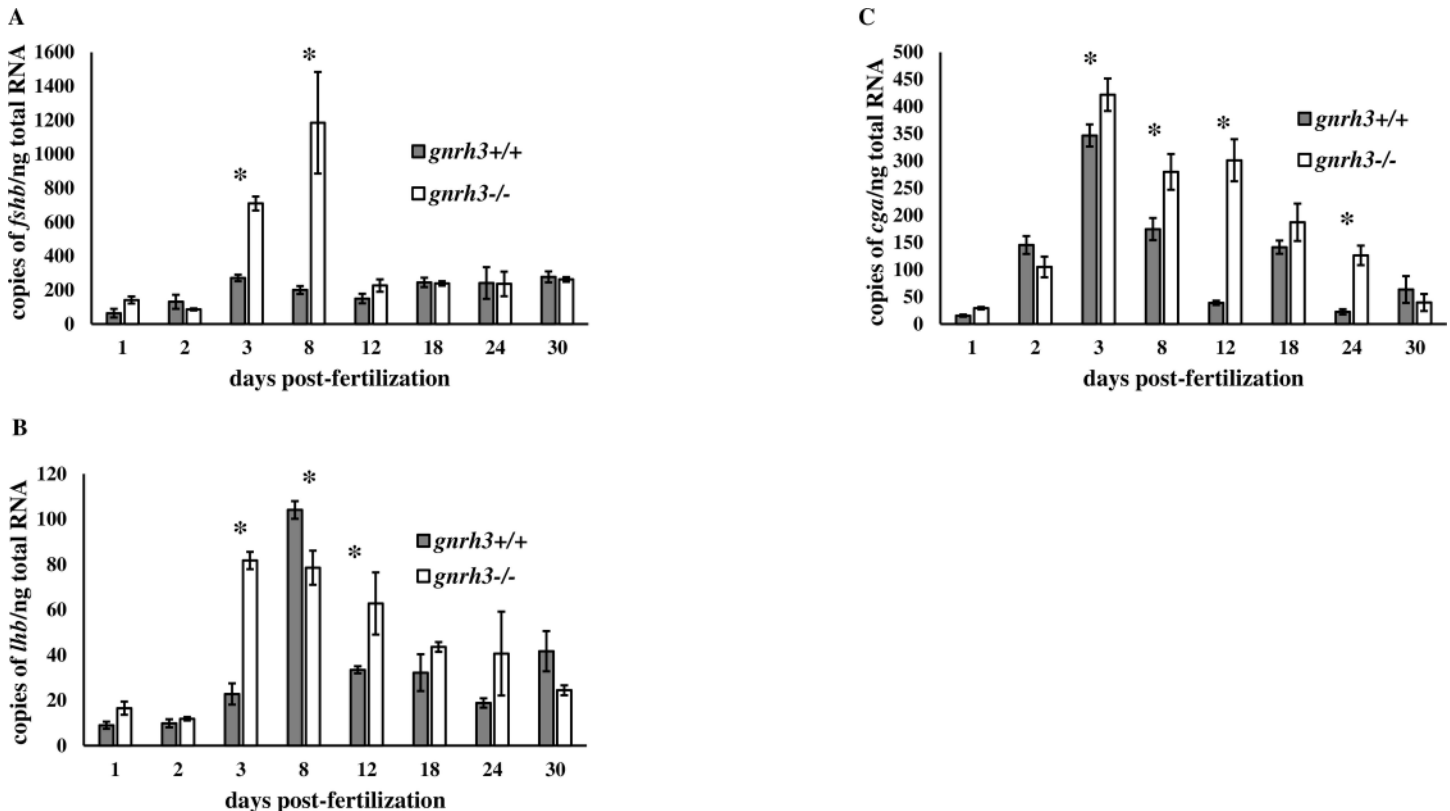 A
copies of fshb/ng total RNA
1600
1400
1200
1000
800
600
400
200
0
*
*
gnrh3+/+
gnrh3-/-
1 2 3 8 12 18 24 30
days post-fertilization
B
copies of lhb/ng total RNA
120
100
80
60
40
20
0
*
*
*
gnrh3+/+
gnrh3-/-
1 2 3 8 12 18 24 30
days post-fertilization
C
copies of cga/ng total RNA
500
450
400
350
300
250
200
150
100
50
0
*
*
*
*
gnrh3+/+
gnrh3-/-
1 2 3 8 12 18 24 30
days post-fertilization